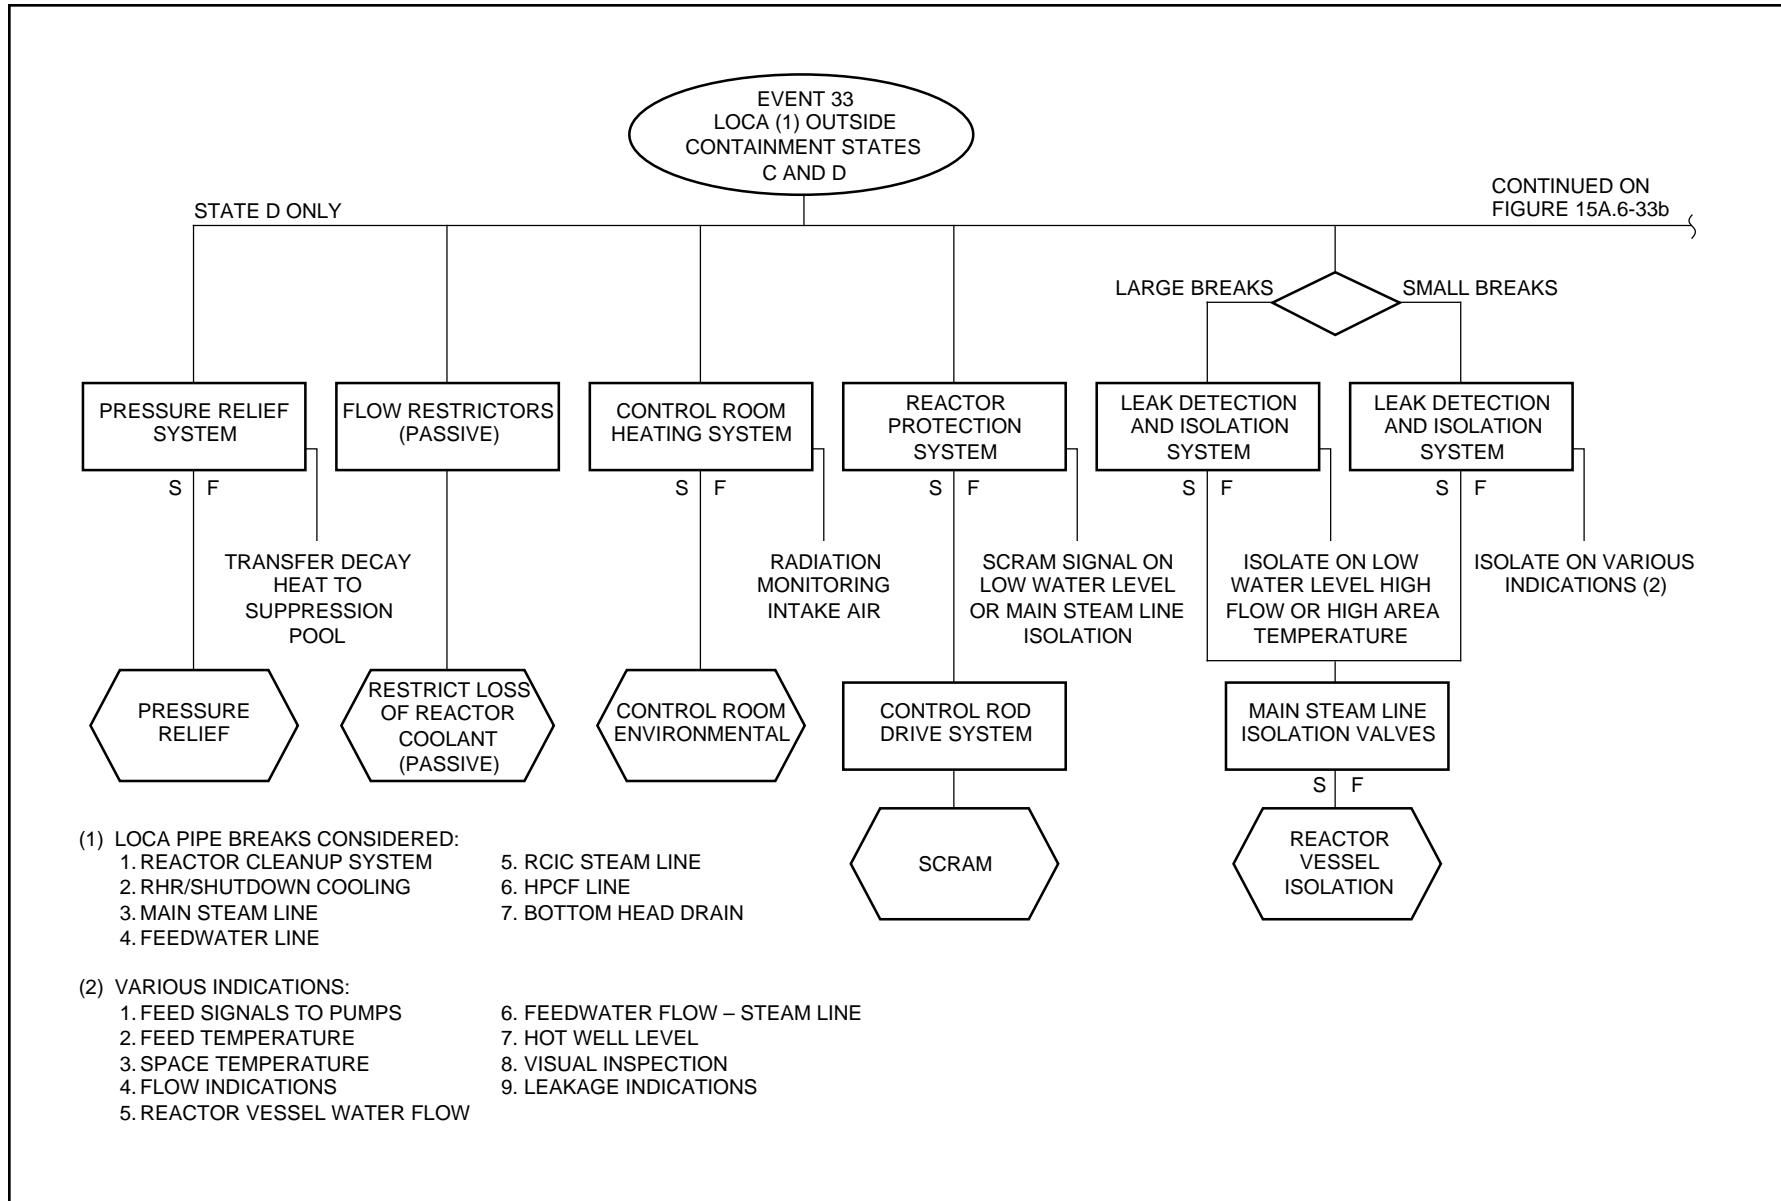 EVENT 33
LOCA (1) OUTSIDE
CONTAINMENT STATES
C AND D
STATE D ONLY
CONTINUED ON
FIGURE 15A.6-33b
LARGE BREAKS
SMALL BREAKS
PRESSURE RELIEF
SYSTEM
FLOW RESTRICTORS
(PASSIVE)
CONTROL ROOM
HEATING SYSTEM
REACTOR
PROTECTION
SYSTEM
LEAK DETECTION
AND ISOLATION
SYSTEM
LEAK DETECTION
AND ISOLATION
SYSTEM
S F
S F
S F
S F
S F
TRANSFER DECAY
HEAT TO
SUPPRESSION
POOL
RADIATION
MONITORING
INTAKE AIR
SCRAM SIGNAL ON
LOW WATER LEVEL
OR MAIN STEAM LINE
ISOLATION
ISOLATE ON LOW
WATER LEVEL HIGH
FLOW OR HIGH AREA
TEMPERATURE
ISOLATE ON VARIOUS
INDICATIONS (2)
PRESSURE
RELIEF
RESTRICT LOSS
OF REACTOR
COOLANT
(PASSIVE)
CONTROL ROOM
ENVIRONMENTAL
CONTROL ROD
DRIVE SYSTEM
MAIN STEAM LINE
ISOLATION VALVES
S F
SCRAM
REACTOR
VESSEL
ISOLATION
(1) LOCA PIPE BREAKS CONSIDERED:
1. REACTOR CLEANUP SYSTEM
2. RHR/SHUTDOWN COOLING
3. MAIN STEAM LINE
4. FEEDWATER LINE
5. RCIC STEAM LINE
6. HPCF LINE
7. BOTTOM HEAD DRAIN
(2) VARIOUS INDICATIONS:
1. FEED SIGNALS TO PUMPS
2. FEED TEMPERATURE
3. SPACE TEMPERATURE
4. FLOW INDICATIONS
5. REACTOR VESSEL WATER FLOW
6. FEEDWATER FLOW – STEAM LINE
7. HOT WELL LEVEL
8. VISUAL INSPECTION
9. LEAKAGE INDICATIONS